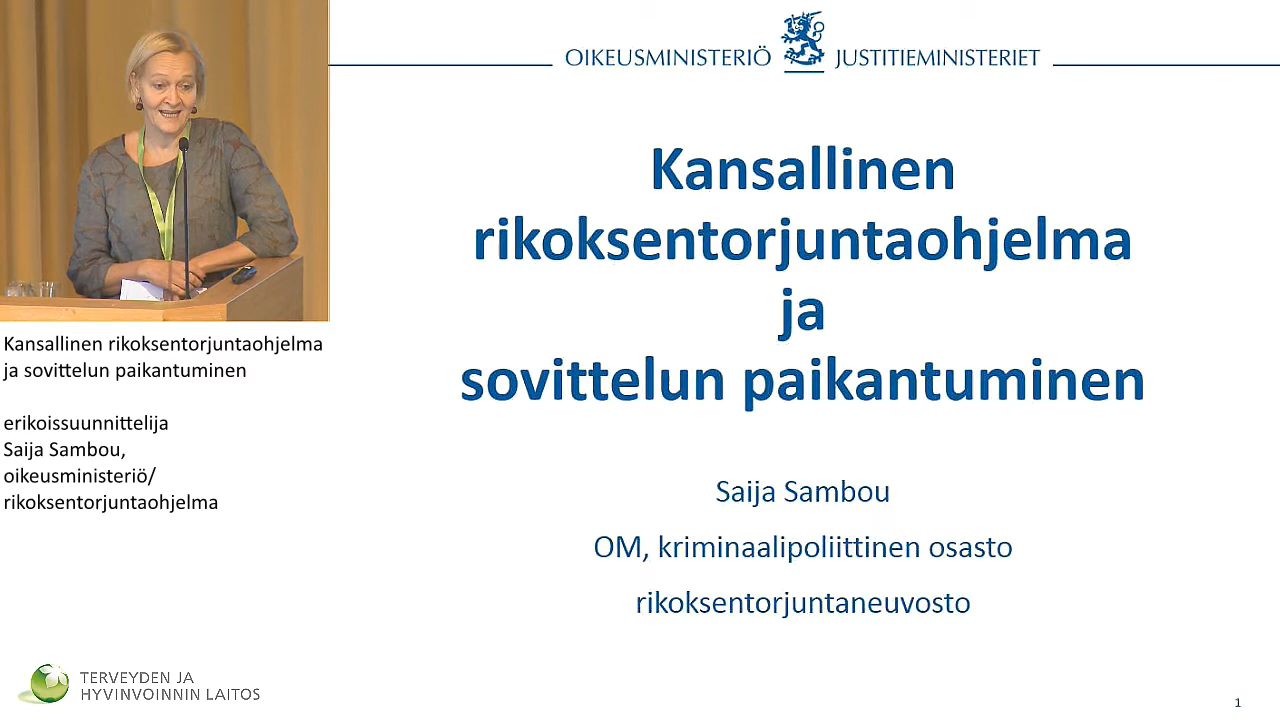 OIKEUSMINISTERIÖ JUSTITIEMINISTERIET
Kansallinen
rikoksentorjuntaohjelma
ja
sovittelun paikantuminen
Saija Sambou
OM, kriminaalipoliittinen osasto
rikoksentorjuntaneuvosto
Kansallinen rikoksentorjuntaohjelma
ja sovittelun paikantuminen
erikoissuunnittelija
Saija Sambou,
oikeusministeriö/
rikoksentorjuntaohjelma
TERVEYDEN JA
HYVINVOINNIN LAITOS
1